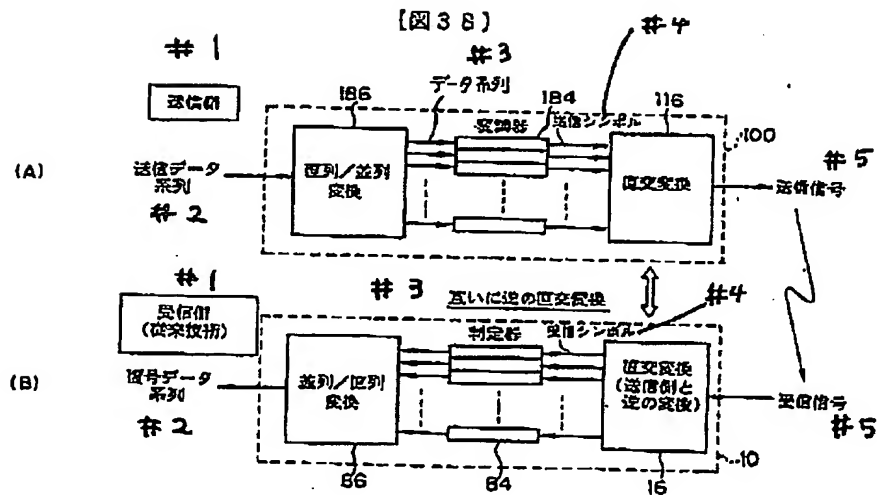 【図38】
#1
#3
#4
送信側
186
データ系列
184
変調器
送信シンボル
116
100
(A)
送信データ
系列
#2
直列/並列
変換
直交変換
#5
送信信号
#1
#3
互いに逆の直交変換
#4
受信側
(従来技術)
判定器
受信シンボル
(B)
復号データ
系列
#2
並列/直列
変換
直交変換
(送信側と
逆の変換)
受信信号
#5
10
86
84
16